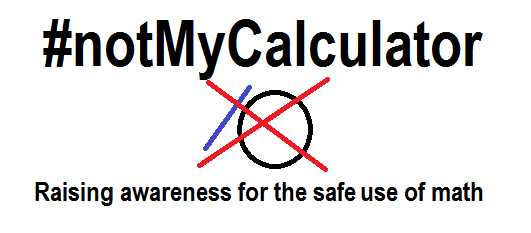 #notMyCalculator
Raising awareness for the safe use of math